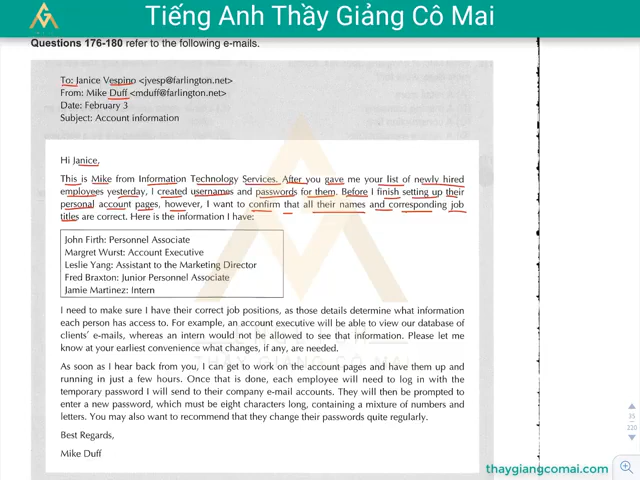 Tiếng Anh Thầy Giảng Cô Mai
Questions 176-180 refer to the following e-mails.
To: Janice Vespino <jvesp@farlington.net>
From: Mike Duff <mduff@farlington.net)
Date: February 3
Subject: Account information
Hi Janice,
This is Mike from Information Technology Services. After you gave me your list of newly hired
employees yesterday, I created usernames and passwords for them. Before I finish setting up their
personal account pages, however, I want to confirm that all their names and corresponding job
titles are correct. Here is the information I have:
John Firth: Personnel Associate
Margret Wurst: Account Executive
Leslie Yang: Assistant to the Marketing Director
Fred Braxton: Junior Personnel Associate
Jamie Martinez: Intern
I need to make sure I have their correct job positions, as those details determine what information
each person has access to. For example, an account executive will be able to view our database of
clients' e-mails, whereas an intern would not be allowed to see that information. Please let me
know at your earliest convenience what changes, if any, are needed.
THẦY GIẢNG CÔ MAI
As soon as I hear back from you, I can get to work on the account pages and have them up and
running in just a few hours. Once that is done, each employee will need to log in with the
temporary password I will send to their company e-mail accounts. They will then be prompted to
enter a new password, which must be eight characters long, containing a mixture of numbers and
letters. You may also want to recommend that they change their passwords quite regularly.
Best Regards,
Mike Duff
35
220
thaygiangcomai.com